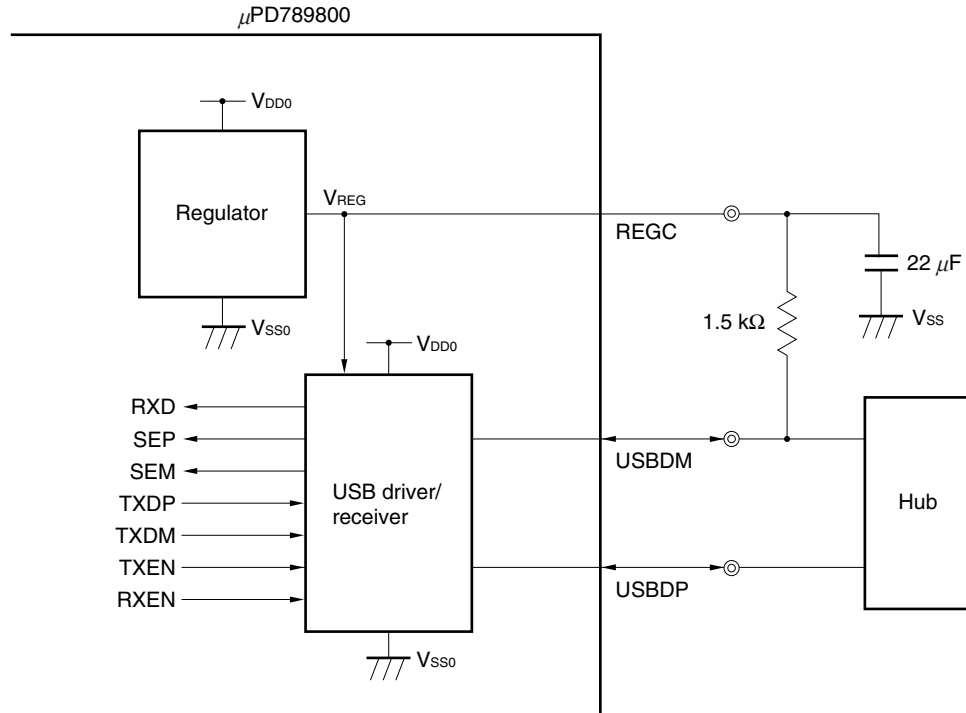 μPD789800
VDD0
Regulator
VREG
REGC
22 μF
1.5 kΩ
VSS
VSS0
VDD0
RXD
SEP
SEM
TXDP
TXDM
TXEN
RXEN
USB driver/
receiver
USBDM
USBDP
Hub
VSS0